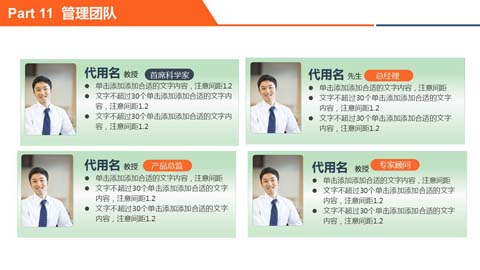 Part 11 管理团队
代用名 教授 首席科学家
单击添加添加合适的文字内容，注意间距1.2
文字不超过30个单击添加添加合适的文字内
容，注意间距1.2
文字不超过30个单击添加添加合适的文字内
容，注意间距1.2
代用名 先生 总经理
单击添加添加合适的文字内容，注意间距
文字不超过30个单击添加添加合适的文字
内容，注意间距1.2
文字不超过30个单击添加添加合适的文字
内容，注意间距1.2
代用名 教授 产品总监
单击添加添加合适的文字内容，注意间距
文字不超过30个单击添加添加合适的文字
内容，注意间距1.2
文字不超过30个单击添加添加合适的文字
内容，注意间距1.2
代用名 教授 专家顾问
单击添加添加合适的文字内容，注意间距
文字不超过30个单击添加添加合适的文字
内容，注意间距1.2
文字不超过30个单击添加添加合适的文字
内容，注意间距1.2